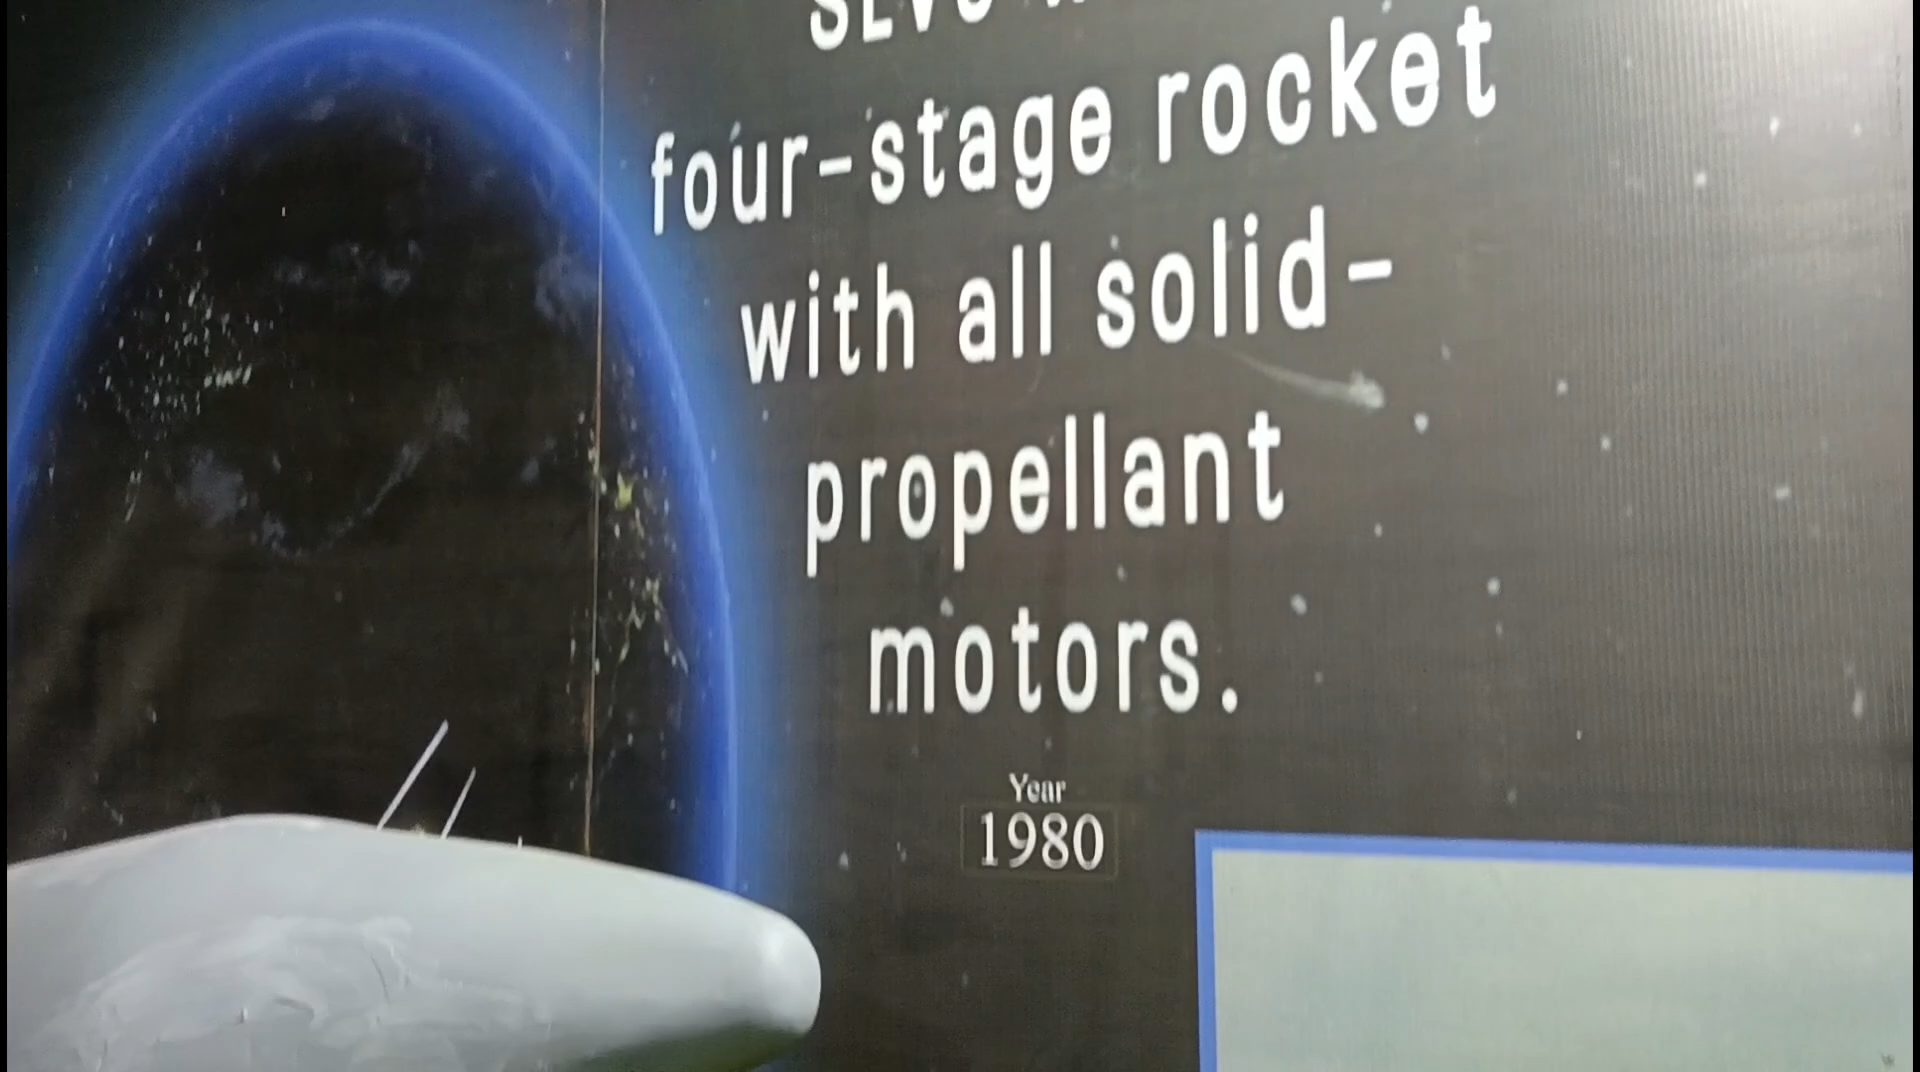 four-stage rocket
with all solid-
propellant
motors.
Year
1980